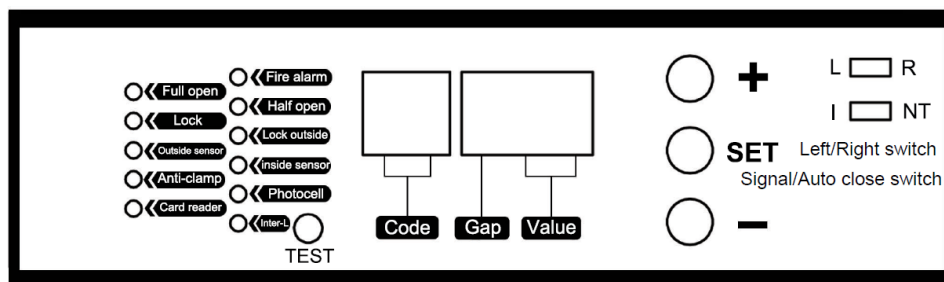 Full open
Lock
Outside sensor
Anti-clamp
Card reader
Fire alarm
Half open
Lock outside
inside sensor
Photocell
Inter-L
TEST
Code
Gap
Value
+
SET
−
L R
I NT
Left/Right switch
Signal/Auto close switch